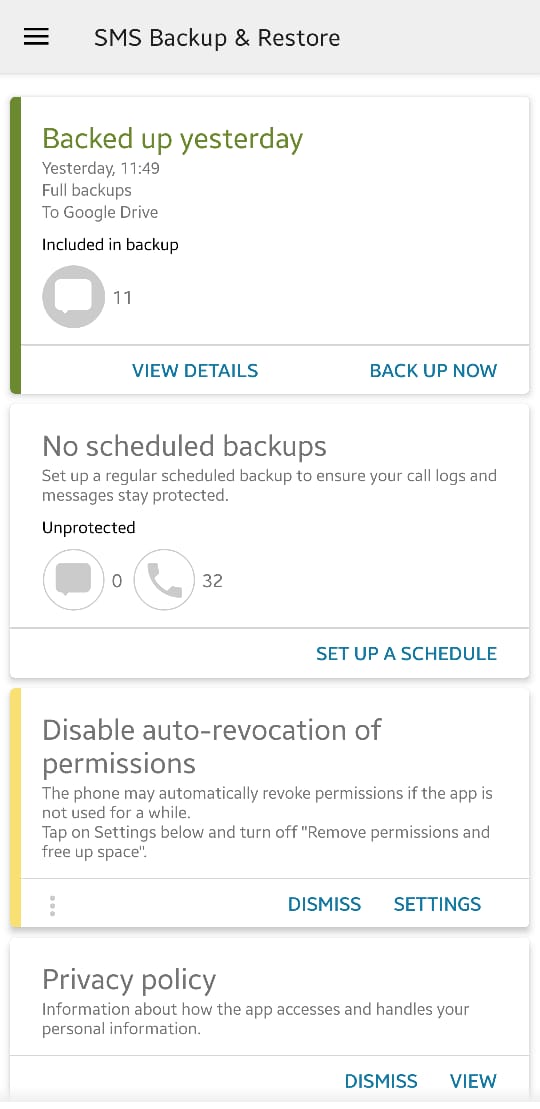 SMS Backup & Restore
Backed up yesterday
Yesterday, 11:49
Full backups
To Google Drive
Included in backup
11
VIEW DETAILS BACK UP NOW
No scheduled backups
Set up a regular scheduled backup to ensure your call logs and
messages stay protected.
Unprotected
0 32
SET UP A SCHEDULE
Disable auto-revocation of
permissions
The phone may automatically revoke permissions if the app is
not used for a while.
Tap on Settings below and turn off "Remove permissions and
free up space".
DISMISS SETTINGS
Privacy policy
Information about how the app accesses and handles your
personal information.
DISMISS VIEW